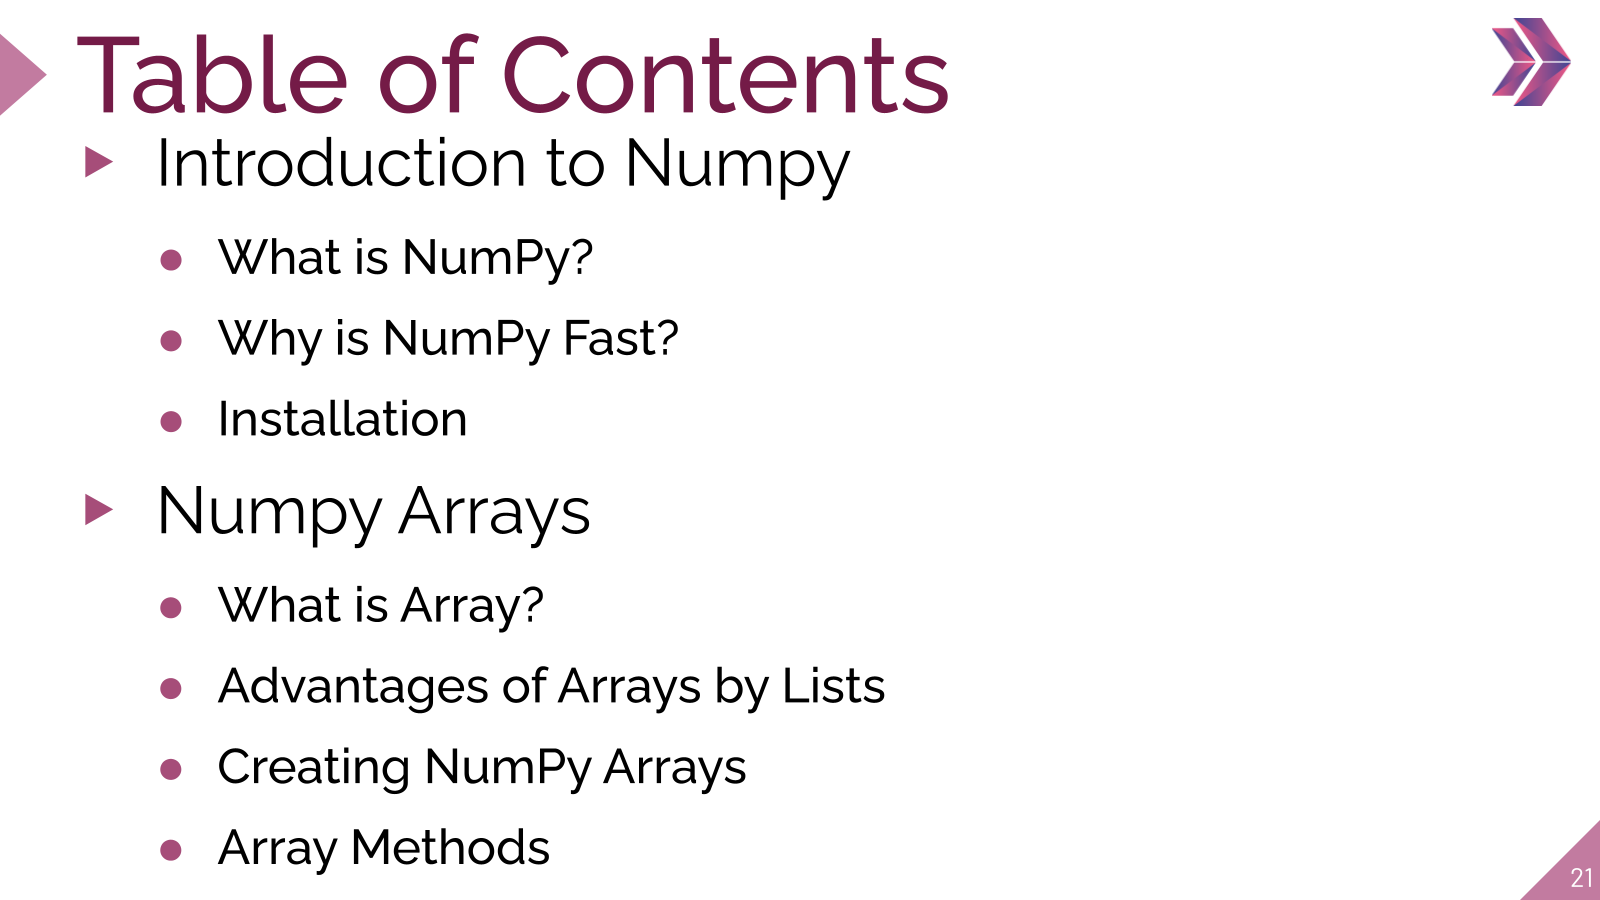 Table of Contents
Introduction to Numpy
What is NumPy?
Why is NumPy Fast?
Installation
Numpy Arrays
What is Array?
Advantages of Arrays by Lists
Creating NumPy Arrays
Array Methods
21